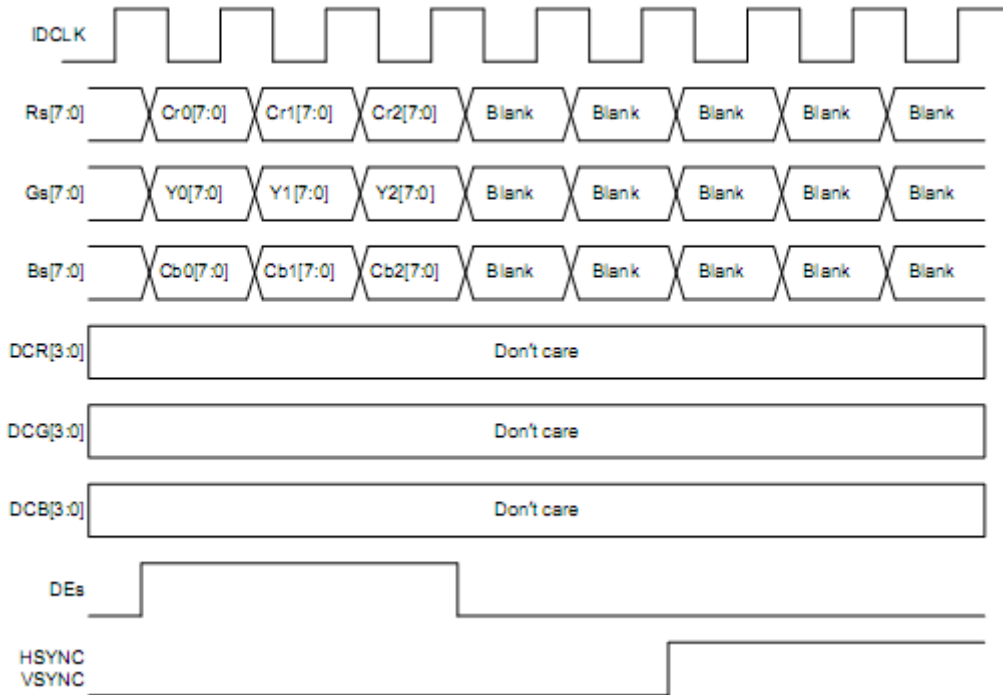 IDCLK
Rs[7:0] Cr0[7:0] Cr1[7:0] Cr2[7:0] Blank Blank Blank Blank Blank
Gs[7:0] Y0[7:0] Y1[7:0] Y2[7:0] Blank Blank Blank Blank Blank
Bs[7:0] Cb0[7:0] Cb1[7:0] Cb2[7:0] Blank Blank Blank Blank Blank
DCR[3:0] Don't care
DCG[3:0] Don't care
DCB[3:0] Don't care
DEs
HSYNC
VSYNC